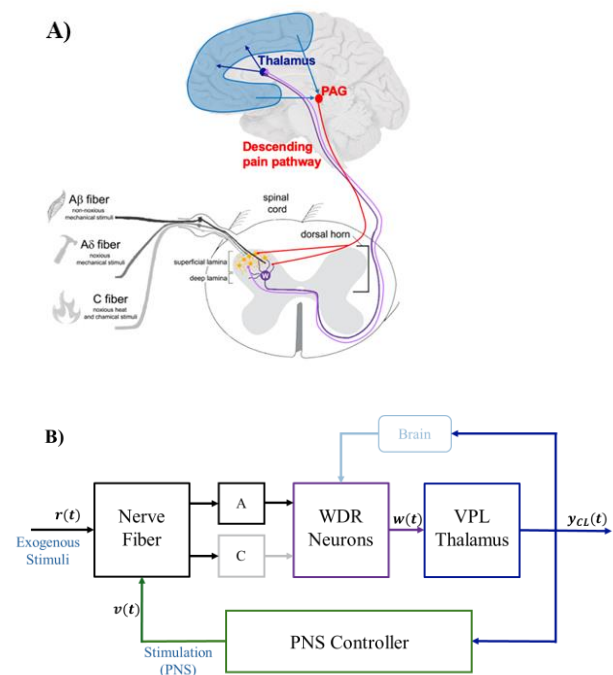 A)
Thalamus
PAG
Descending
pain pathway
spinal
cord
Aβ fiber
non-noxious
mechanical stimuli
dorsal horn
Aδ fiber
noxious
mechanical stimuli
superficial lamina
deep lamina
C fiber
noxious heat
and chamical stimuli
B)
Brain
r(t)
Exogenous
Stimuli
Nerve
Fiber
A
C
WDR
Neurons
w(t)
VPL
Thalamus
y_CL(t)
v(t)
Stimulation
(PNS)
PNS Controller